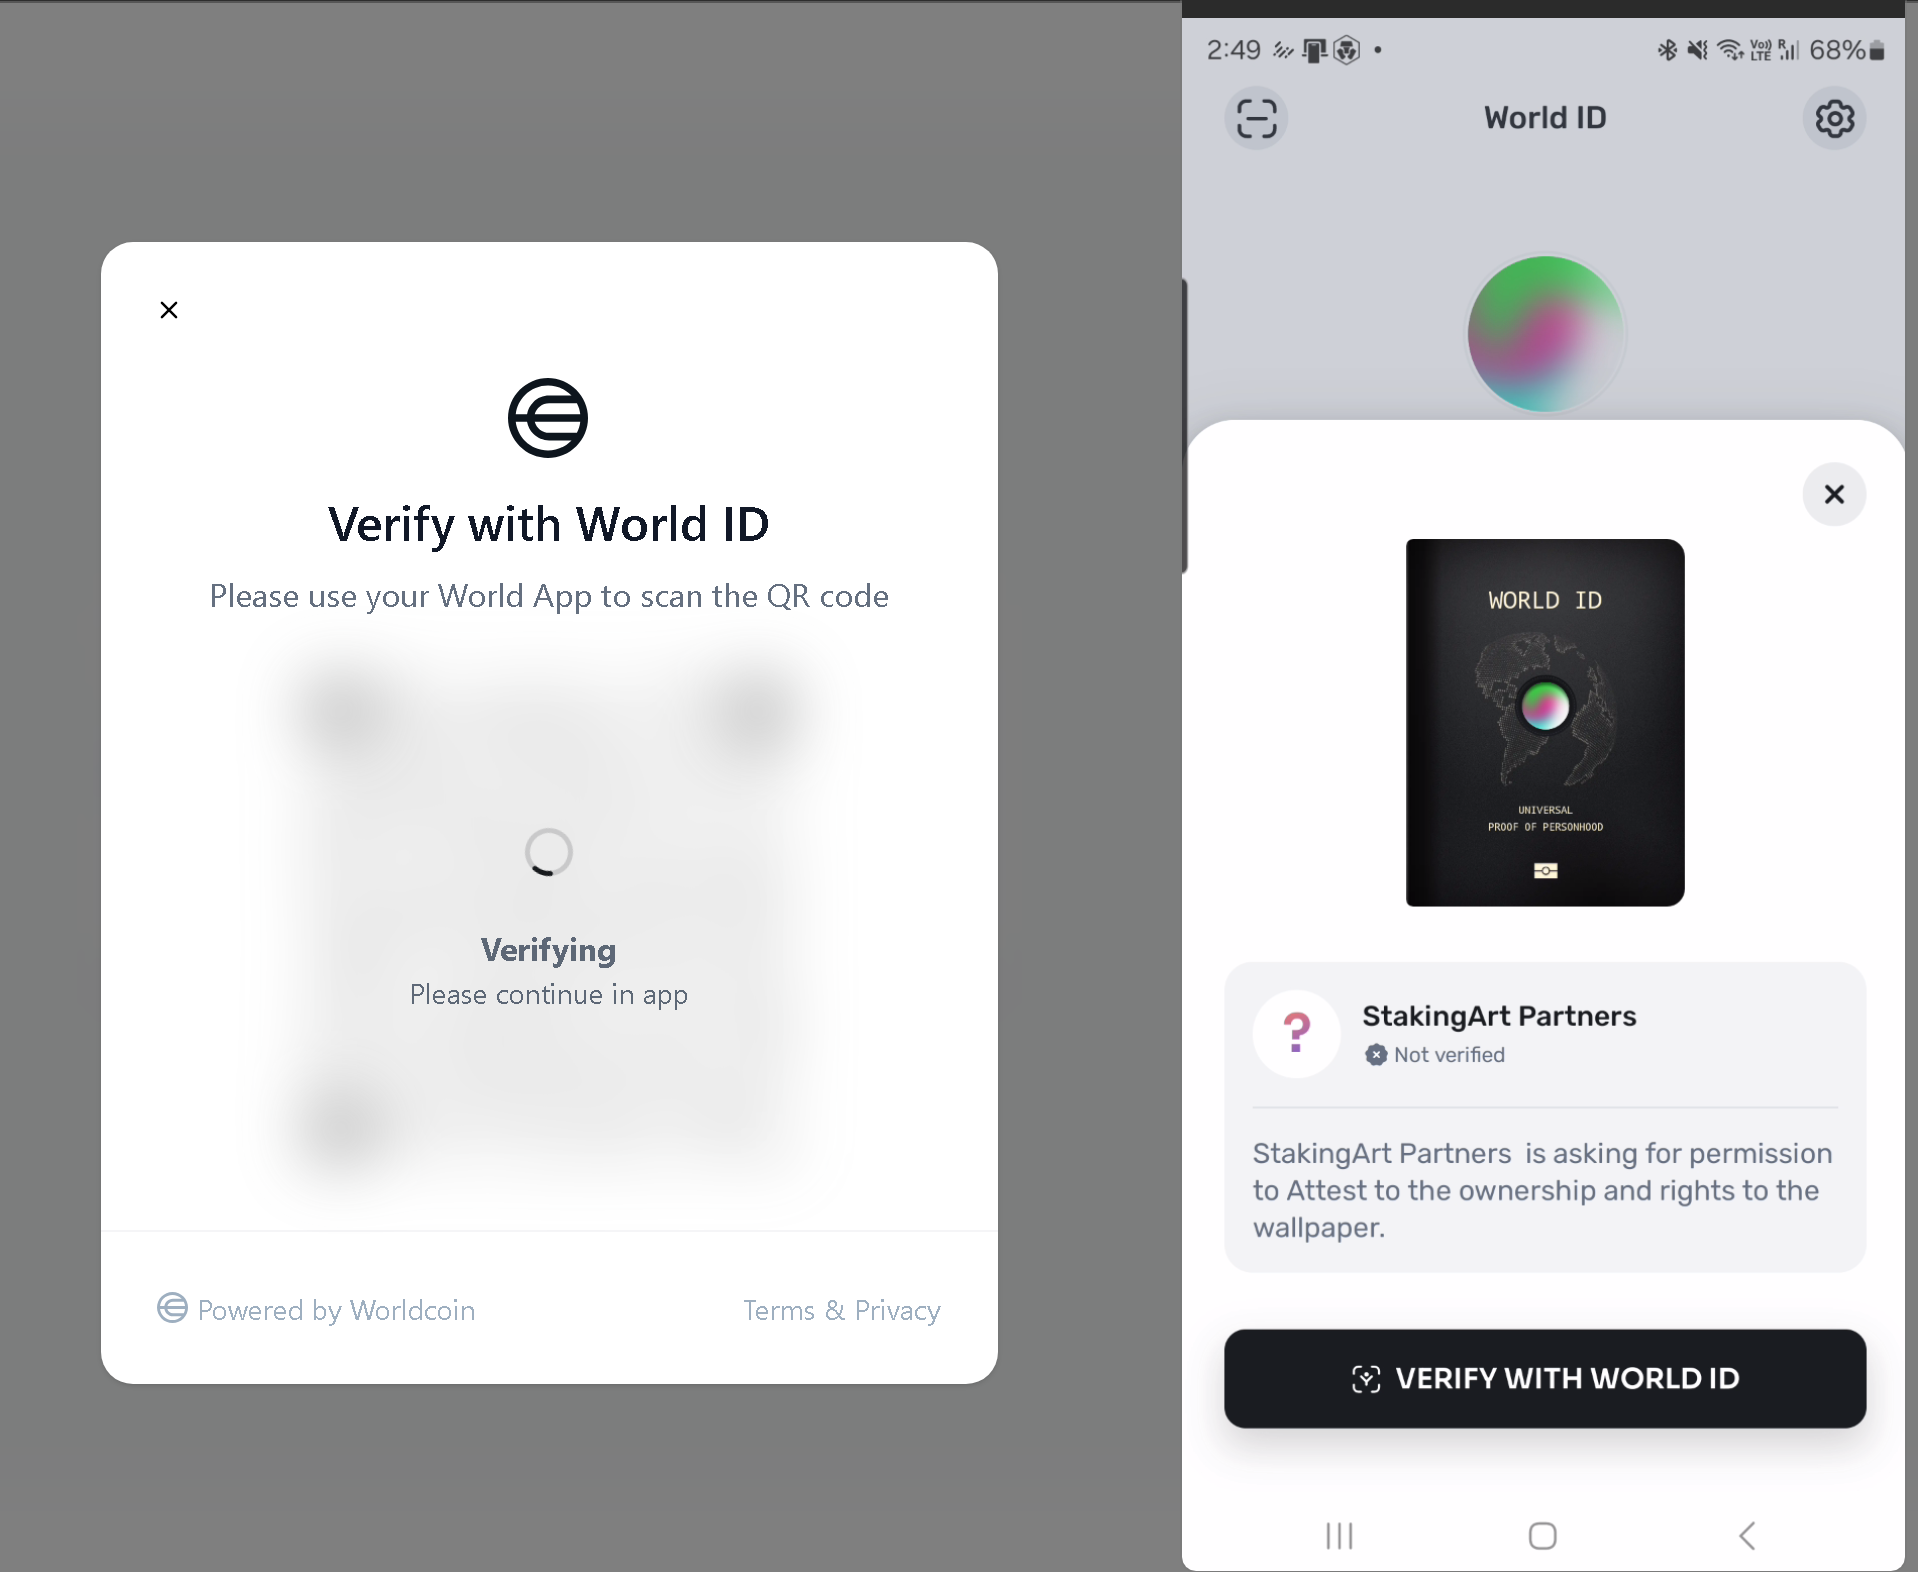 Verify with World ID
Please use your World App to scan the QR code
Verifying
Please continue in app
Powered by Worldcoin
Terms & Privacy
2:49
Vo)) LTE
R
68%
World ID
WORLD ID
UNIVERSAL
PROOF OF PERSONHOOD
?
StakingArt Partners
Not verified
StakingArt Partners  is asking for permission
to Attest to the ownership and rights to the
wallpaper.
VERIFY WITH WORLD ID